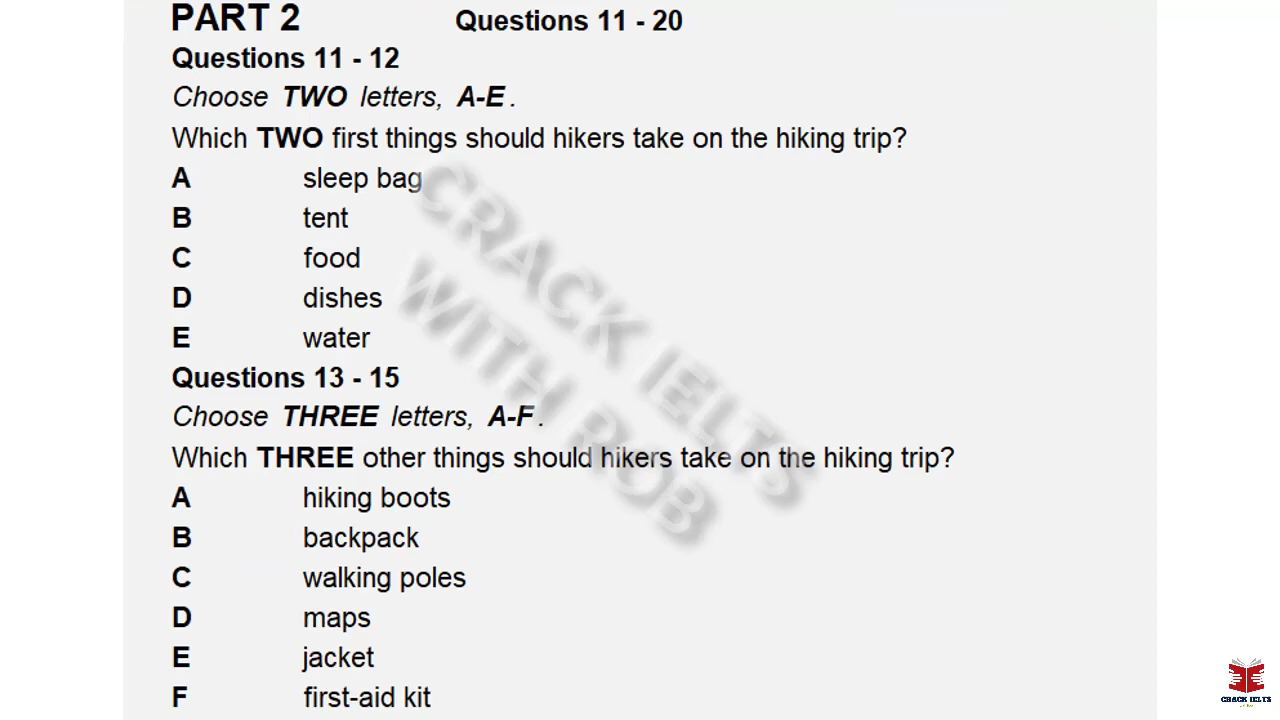 PART 2 Questions 11 - 20
Questions 11 - 12
Choose TWO letters, A-E .
Which TWO first things should hikers take on the hiking trip?
A sleep bag
B tent
C food
D dishes
E water
Questions 13 - 15
Choose THREE letters, A-F .
Which THREE other things should hikers take on the hiking trip?
A hiking boots
B backpack
C walking poles
D maps
E jacket
F first-aid kit
CRACK IELTS
WITH ROB
CRACK IELTS